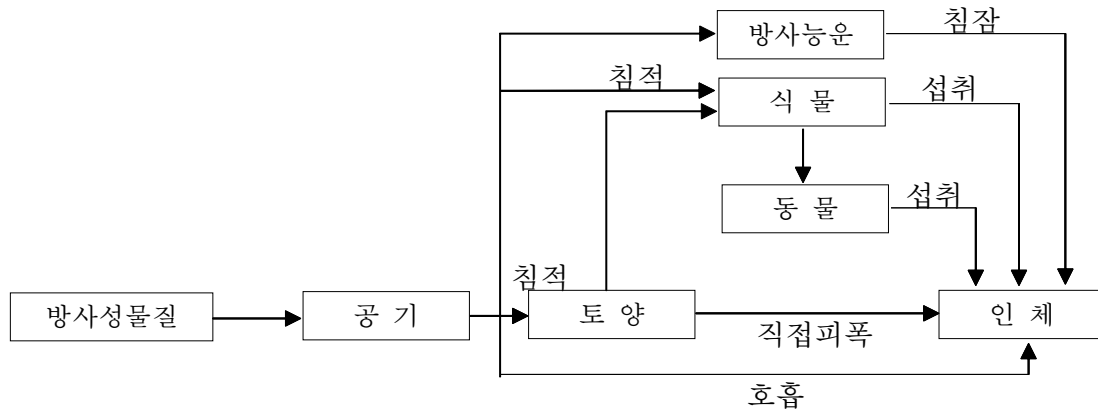 방사능운
침잠
침적
식 물
섭취
동 물
섭취
침적
방사성물질
공 기
토 양
직접피폭
인 체
호흡